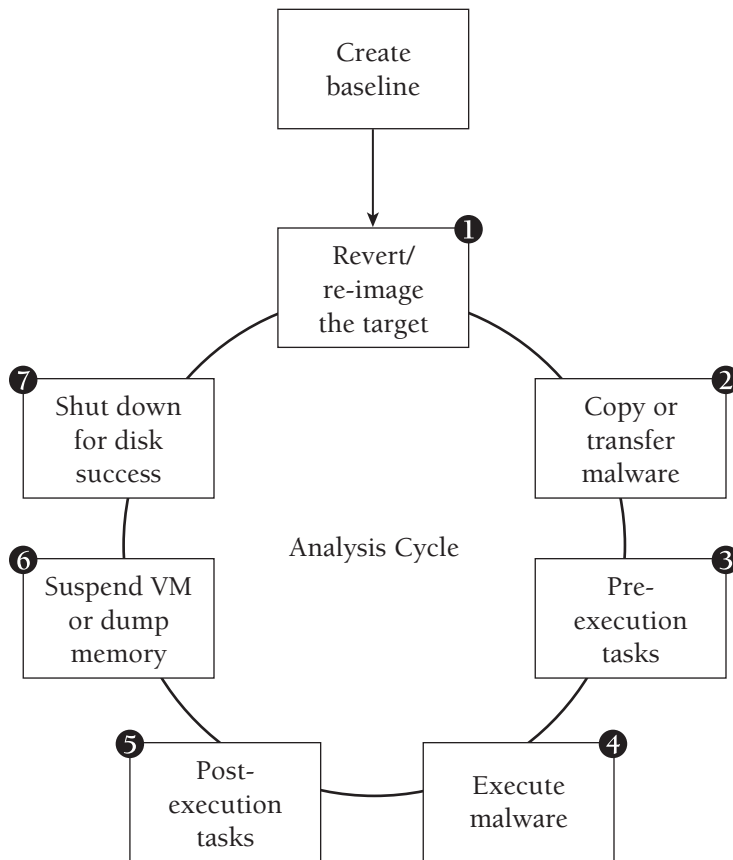 Create
baseline
1
Revert/
re-image
the target
2
Copy or
transfer
malware
3
Pre-
execution
tasks
4
Execute
malware
5
Post-
execution
tasks
6
Suspend VM
or dump
memory
7
Shut down
for disk
success
Analysis Cycle